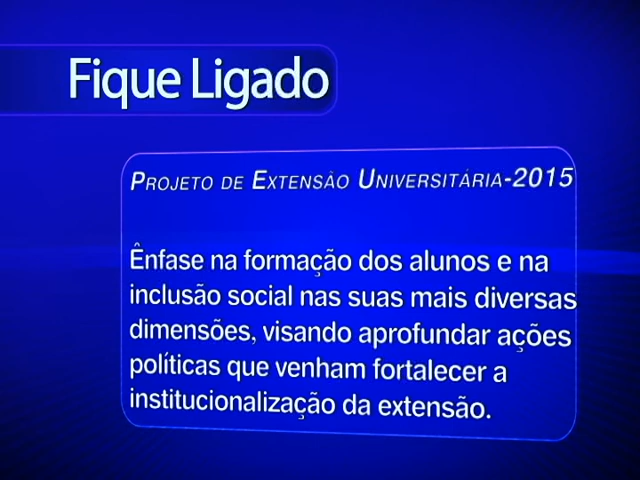 Fique Ligado
PROJETO DE EXTENSÃO UNIVERSITÁRIA-2015
Ênfase na formação dos alunos e na
inclusão social nas suas mais diversas
dimensões, visando aprofundar ações
políticas que venham fortalecer a
institucionalização da extensão.